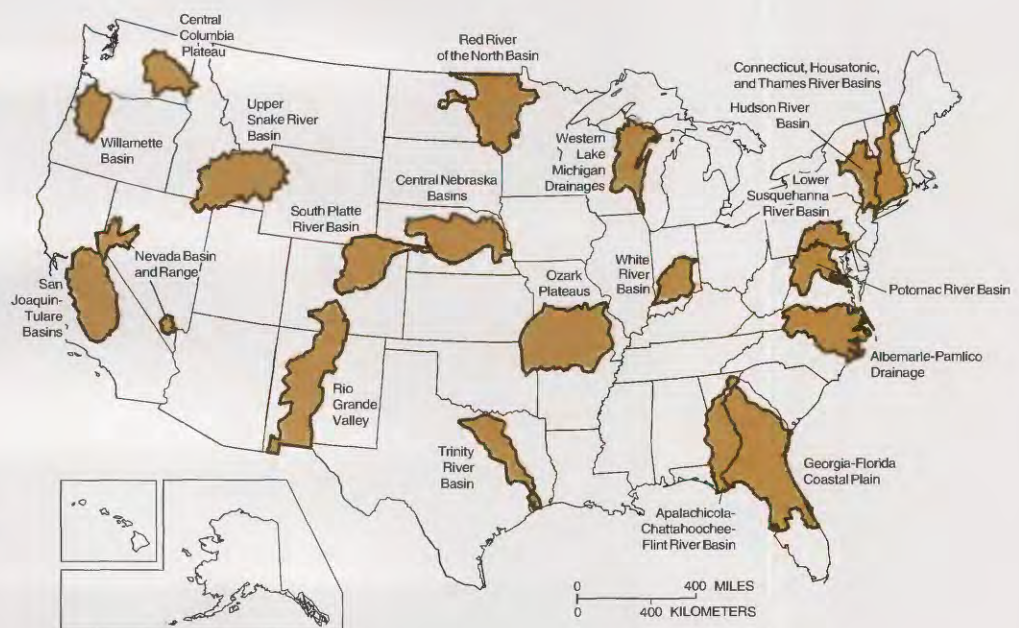 Central
Columbia
Plateau
Red River
of the North Basin
Connecticut, Housatonic,
and Thames River Basins
Hudson River
Basin
Upper
Snake River
Basin
Willamette
Basin
Western
Lake
Michigan
Drainages
Lower
Susquehanna
River Basin
Central Nebraska
Basins
South Platte
River Basin
Nevada Basin
and Range
San
Joaquin-
Tulare
Basins
White
River
Basin
Ozark
Plateaus
Potomac River Basin
Albemarle-Pamlico
Drainage
Rio
Grande
Valley
Trinity
River
Basin
Georgia-Florida
Coastal Plain
Apalachicola-
Chattahoochee-
Flint River Basin
0 400 MILES
0 400 KILOMETERS